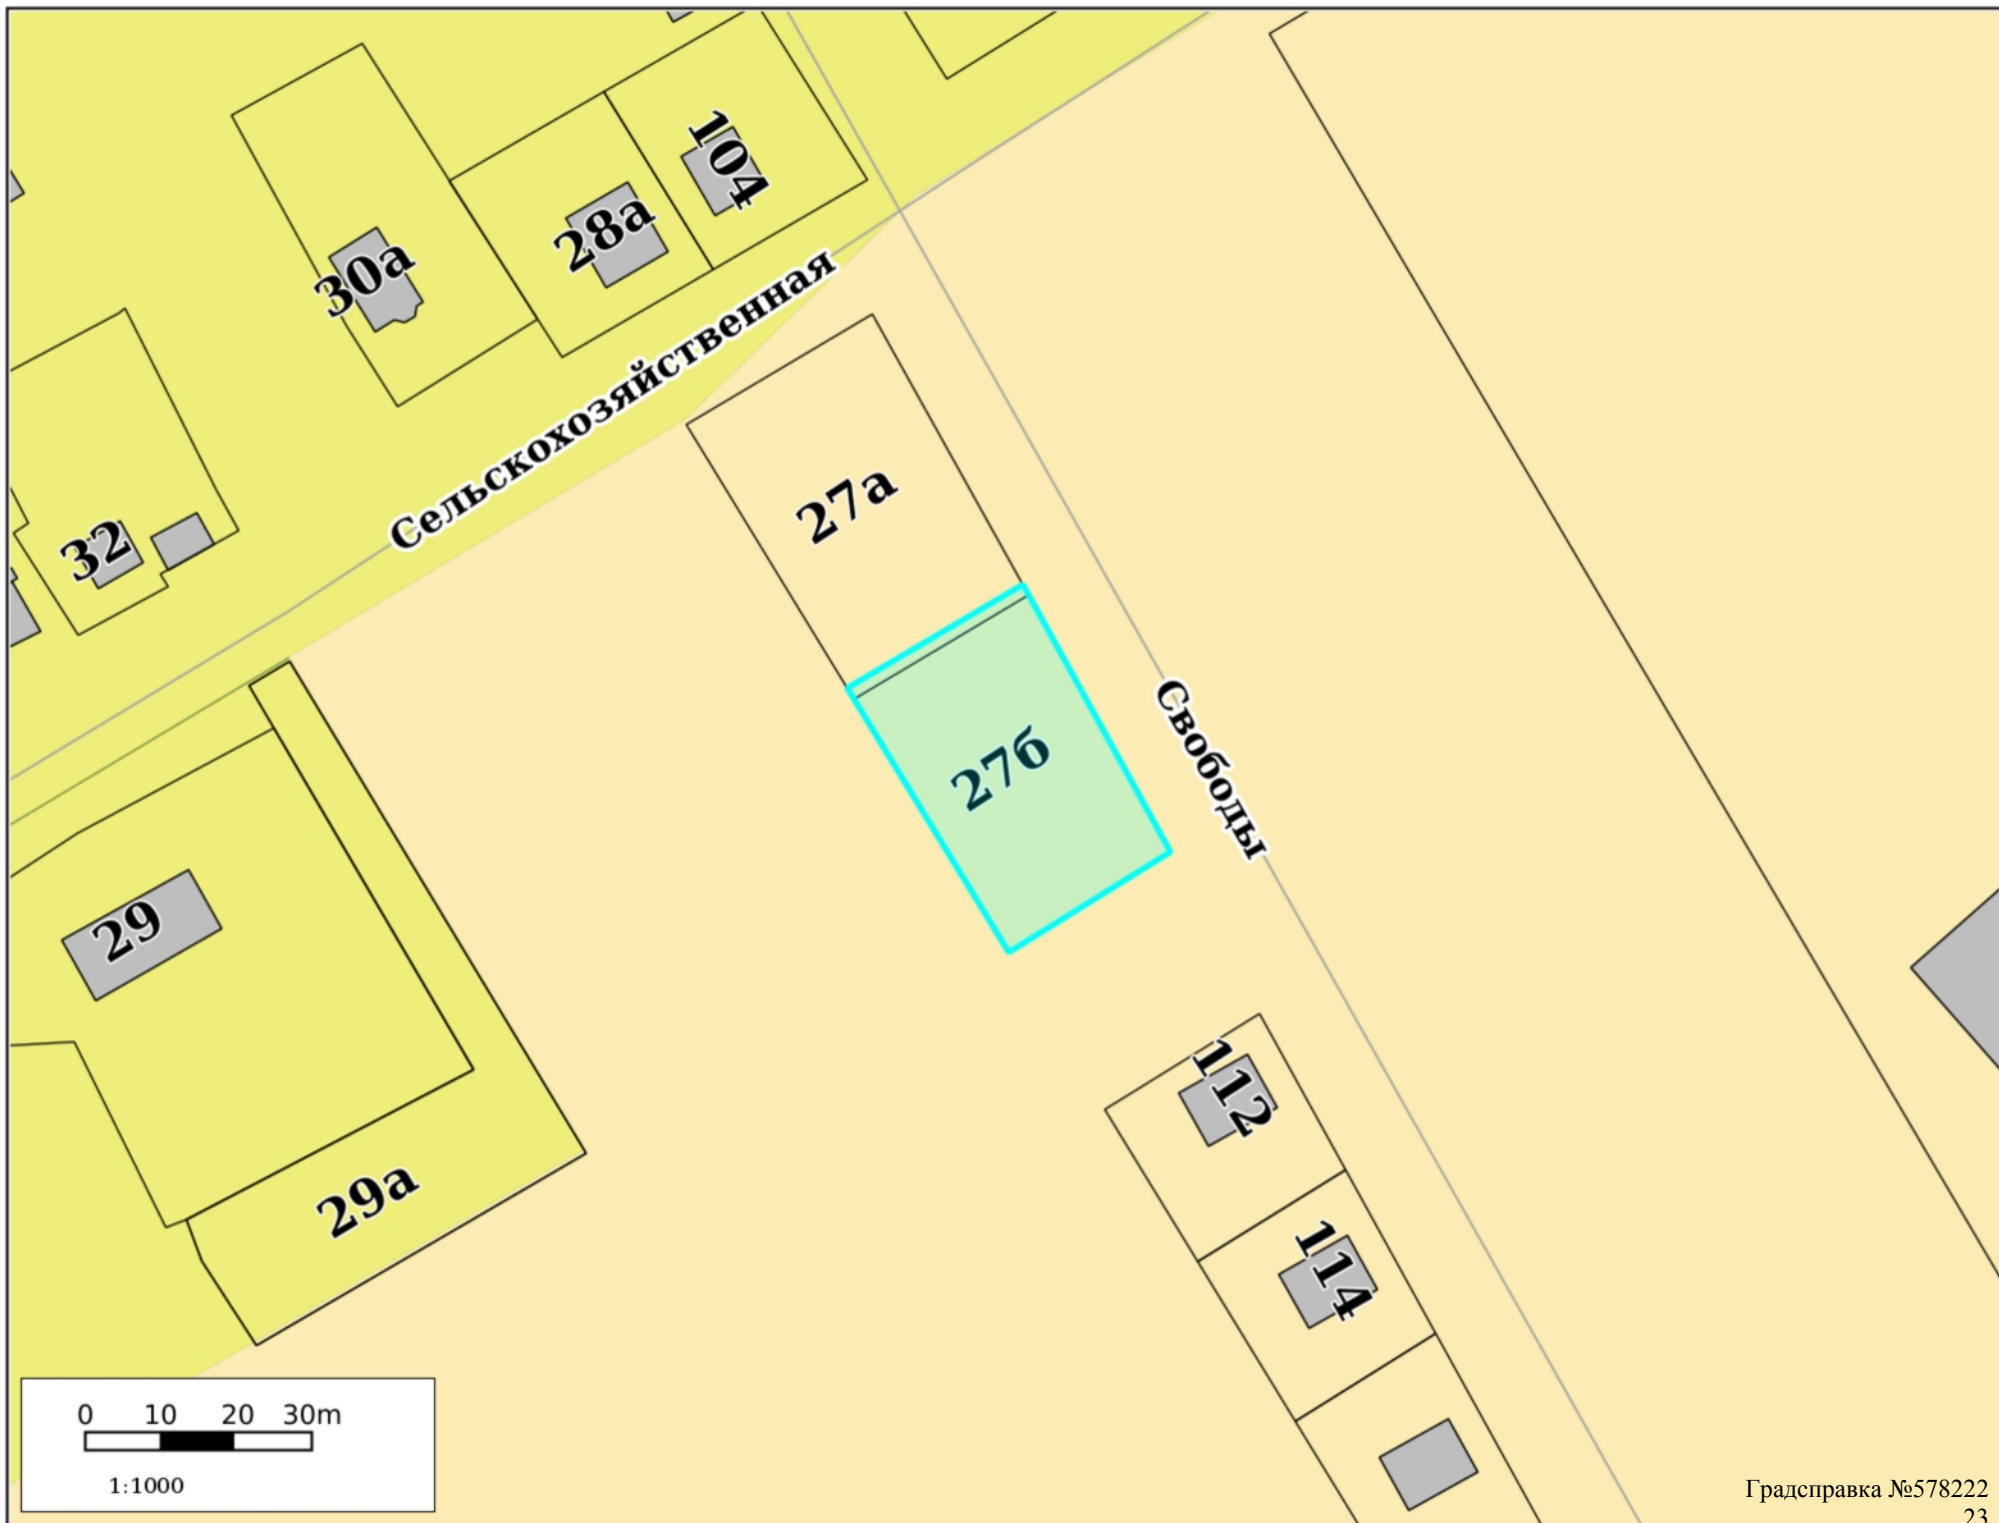 104
28а
30а
Сельскохозяйственная
32
27а
27б
Свободы
29
29а
112
114
0 10 20 30m
1:1000
Градсправка №578222
23